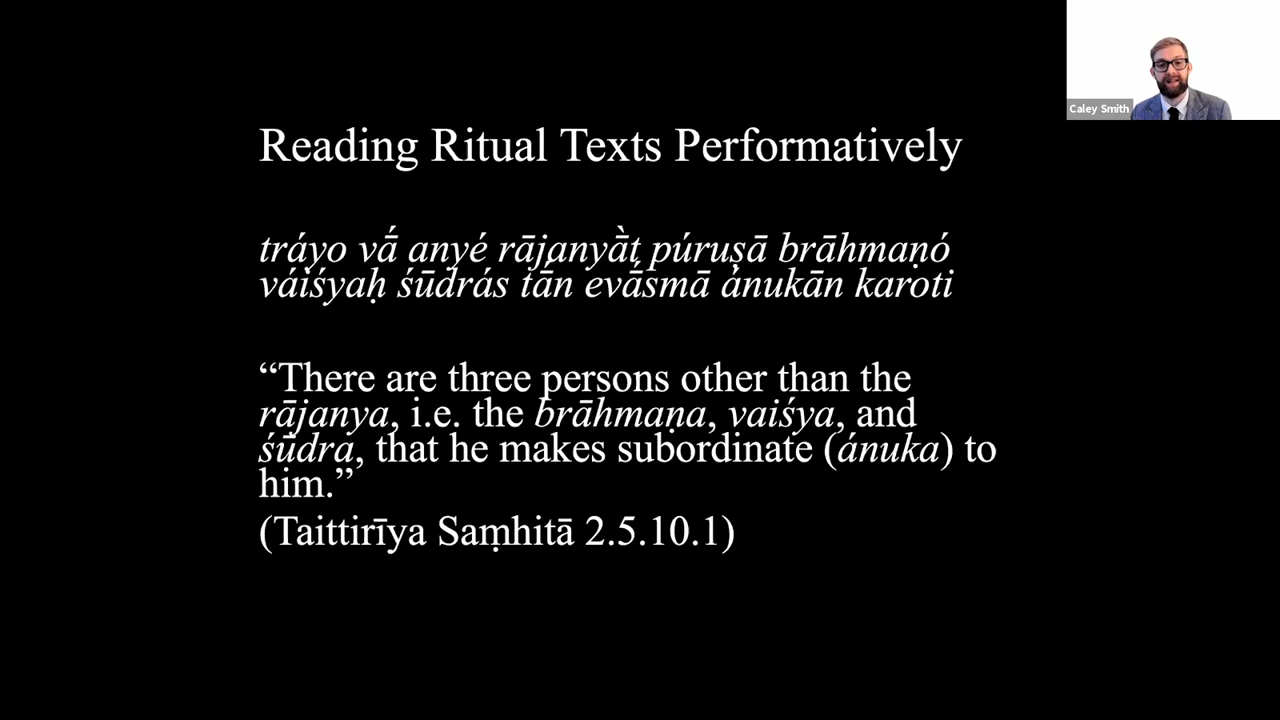 Caley Smith
Reading Ritual Texts Performatively
tráyo vā́ anyé rājanyā̀t púruṣā brāhmaṇó
váiśyaḥ śūdrás tā́n evā́smā ánukān karoti
“There are three persons other than the
rājanya, i.e. the brāhmaṇa, vaiśya, and
śūdra, that he makes subordinate (ánuka) to
him.”
(Taittirīya Saṃhitā 2.5.10.1)